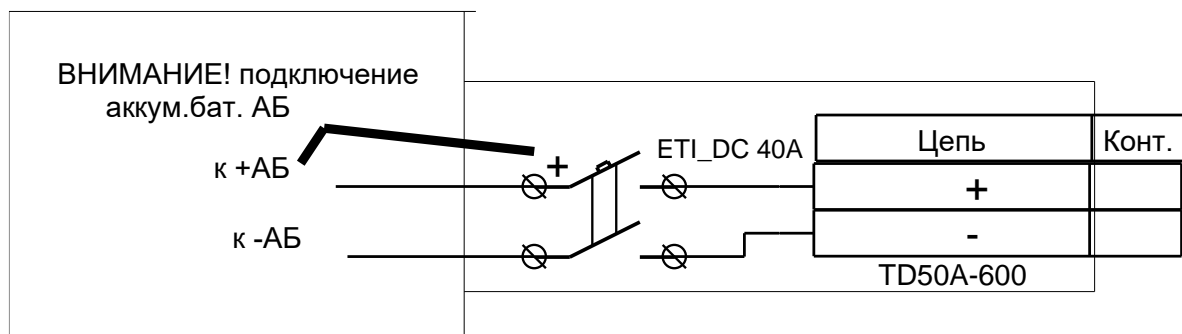 ВНИМАНИЕ! подключение
аккум.бат. АБ
к +АБ
к -АБ
+
ETI_DC 40A
Цепь Конт.
+
-
TD50A-600